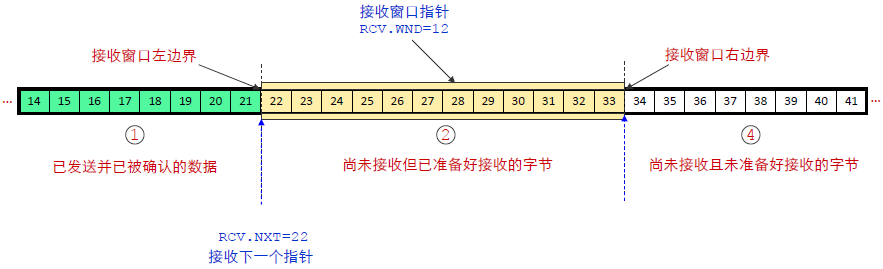 接收窗口指针
RCV.WND=12
接收窗口左边界
接收窗口右边界
... 14 15 16 17 18 19 20 21 22 23 24 25 26 27 28 29 30 31 32 33 34 35 36 37 38 39 40 41 ...
① ② ④
已发送并已被确认的数据 尚未接收但已准备好接收的字节 尚未接收且未准备好接收的字节
RCV.NXT=22
接收下一个指针